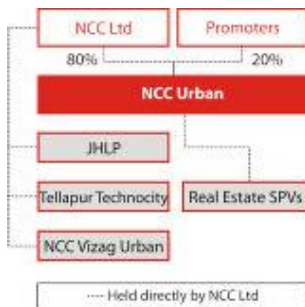 NCC Ltd Promoters
80% 20%
NCC Urban
JHLP
Tellapur Technocity Real Estate SPVs
NCC Vizag Urban
Held directly by NCC Ltd